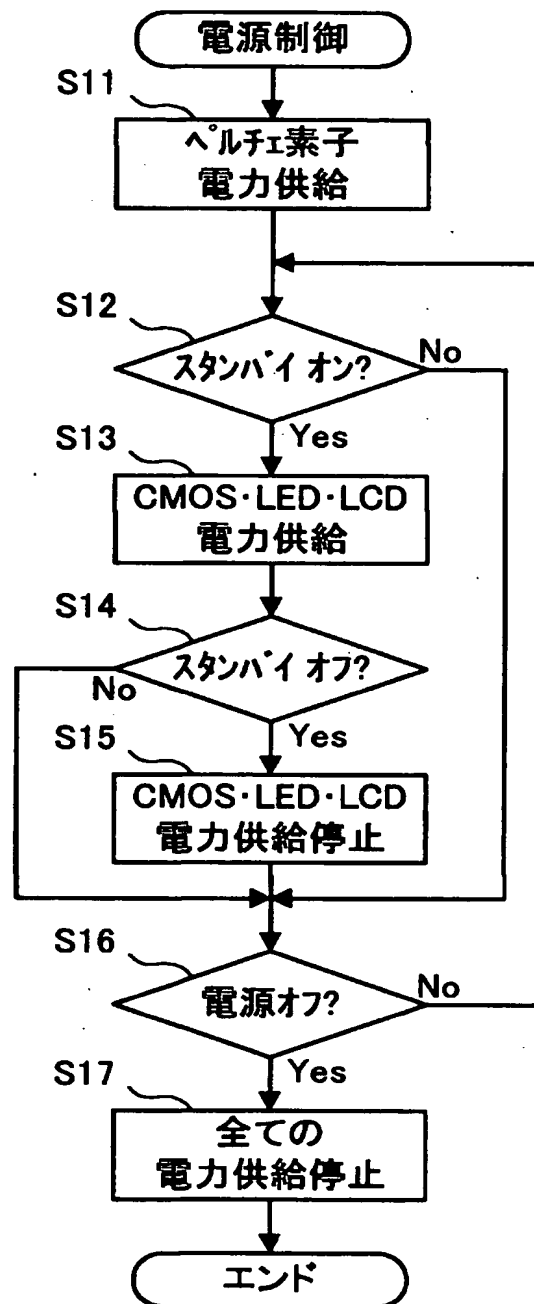 電源制御
S11
ペルチェ素子
電力供給
S12
スタンバイ オン?
No
Yes
S13
CMOS・LED・LCD
電力供給
S14
スタンバイ オフ?
No
Yes
S15
CMOS・LED・LCD
電力供給停止
S16
電源オフ?
No
Yes
S17
全ての
電力供給停止
エンド